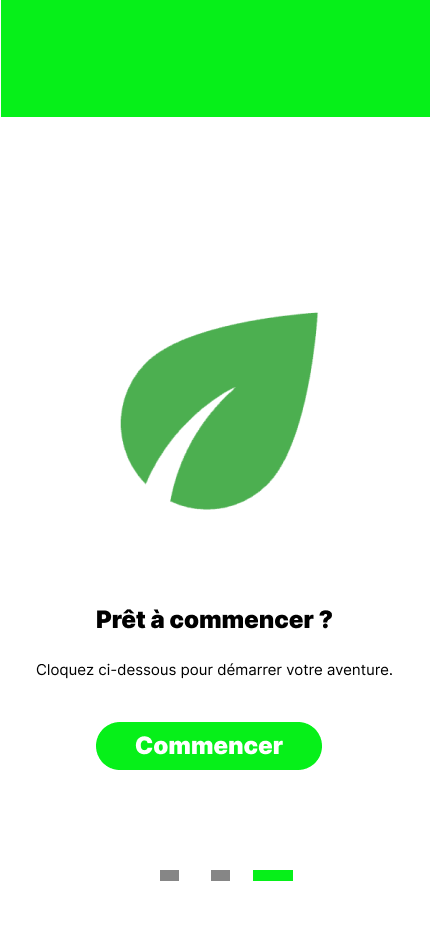 Prêt à commencer ?
Cloquez ci-dessous pour démarrer votre aventure.
Commencer